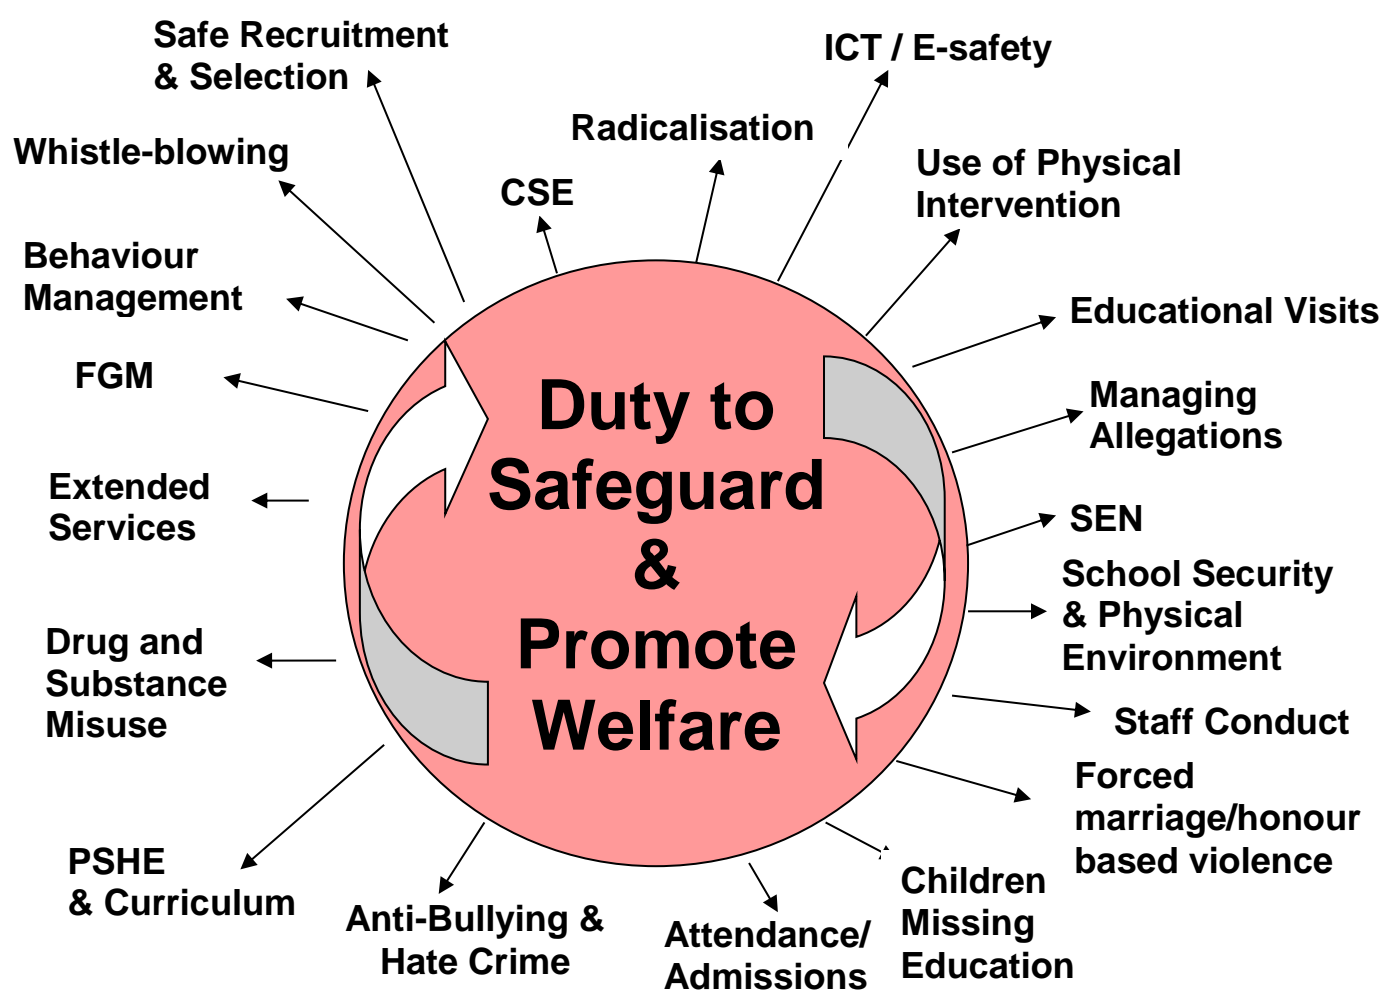 Safe Recruitment
& Selection
ICT / E-safety
Radicalisation
Whistle-blowing
CSE
Use of Physical
Intervention
Behaviour
Management
Educational Visits
FGM
Managing
Allegations
Duty to
Safeguard
&
Promote
Welfare
Extended
Services
SEN
School Security
& Physical
Environment
Drug and
Substance
Misuse
Staff Conduct
Forced
marriage/honour
based violence
PSHE
& Curriculum
Anti-Bullying &
Hate Crime
Attendance/
Admissions
Children
Missing
Education